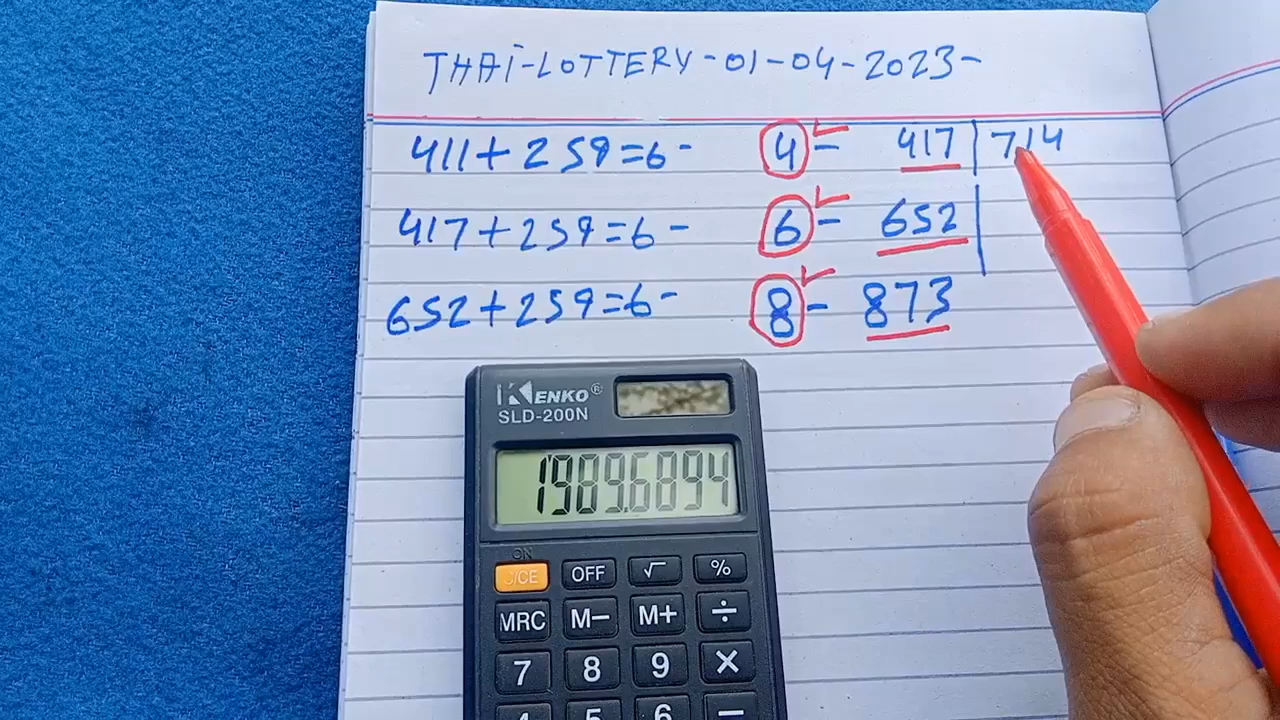 THAI-LOTTERY-01-04-2023-
411+259=6- 4- 417 | 714
417+259=6- 6- 652 |
652+259=6- 8- 873
KENKO®
SLD-200N
1989.6894
ON
C/CE OFF √ %
MRC M- M+ ÷
7 8 9 X